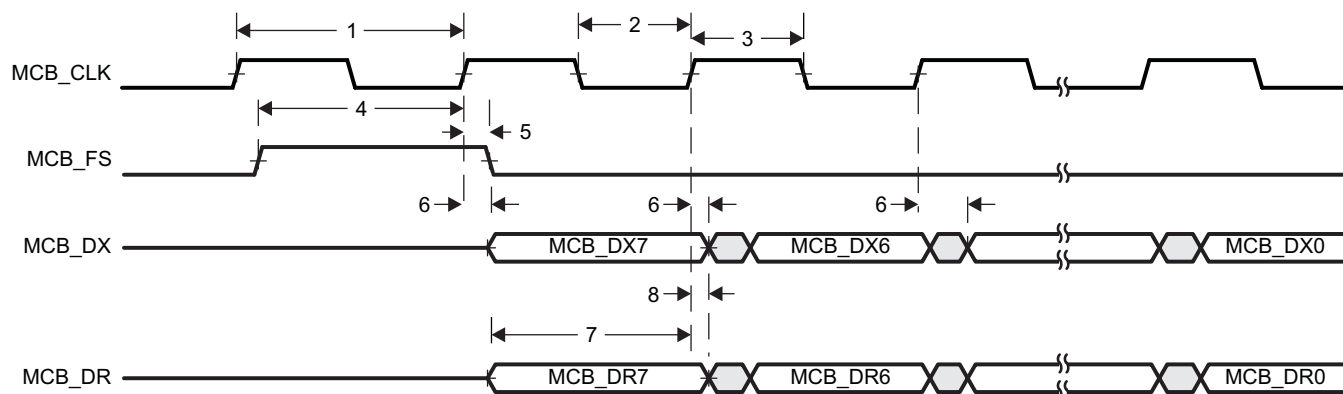 1
2
3
MCB_CLK
4
5
MCB_FS
6
6
6
MCB_DX
MCB_DX7
MCB_DX6
MCB_DX0
8
7
MCB_DR
MCB_DR7
MCB_DR6
MCB_DR0